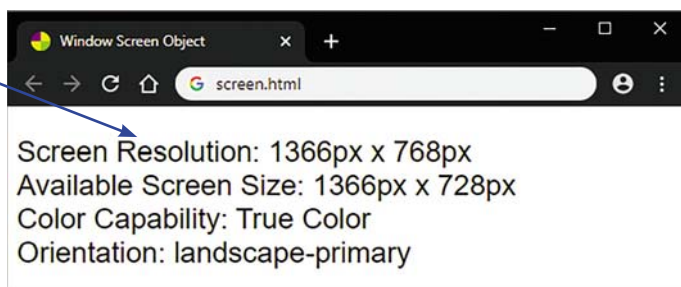 Window Screen Object
screen.html
Screen Resolution: 1366px x 768px
Available Screen Size: 1366px x 728px
Color Capability: True Color
Orientation: landscape-primary